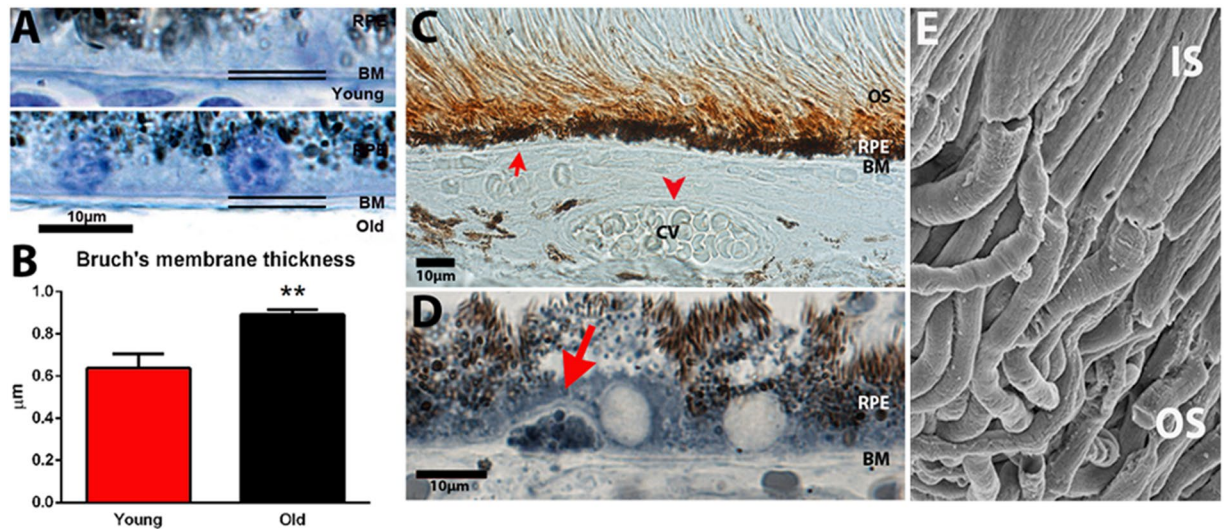 A
RPE
BM
Young
RPE
BM
10µm
Old
B
Bruch's membrane thickness
**
1.0
0.8
0.6
0.4
0.2
0.0
µm
Young
Old
C
OS
RPE
BM
CV
10µm
D
RPE
BM
10µm
E
IS
OS